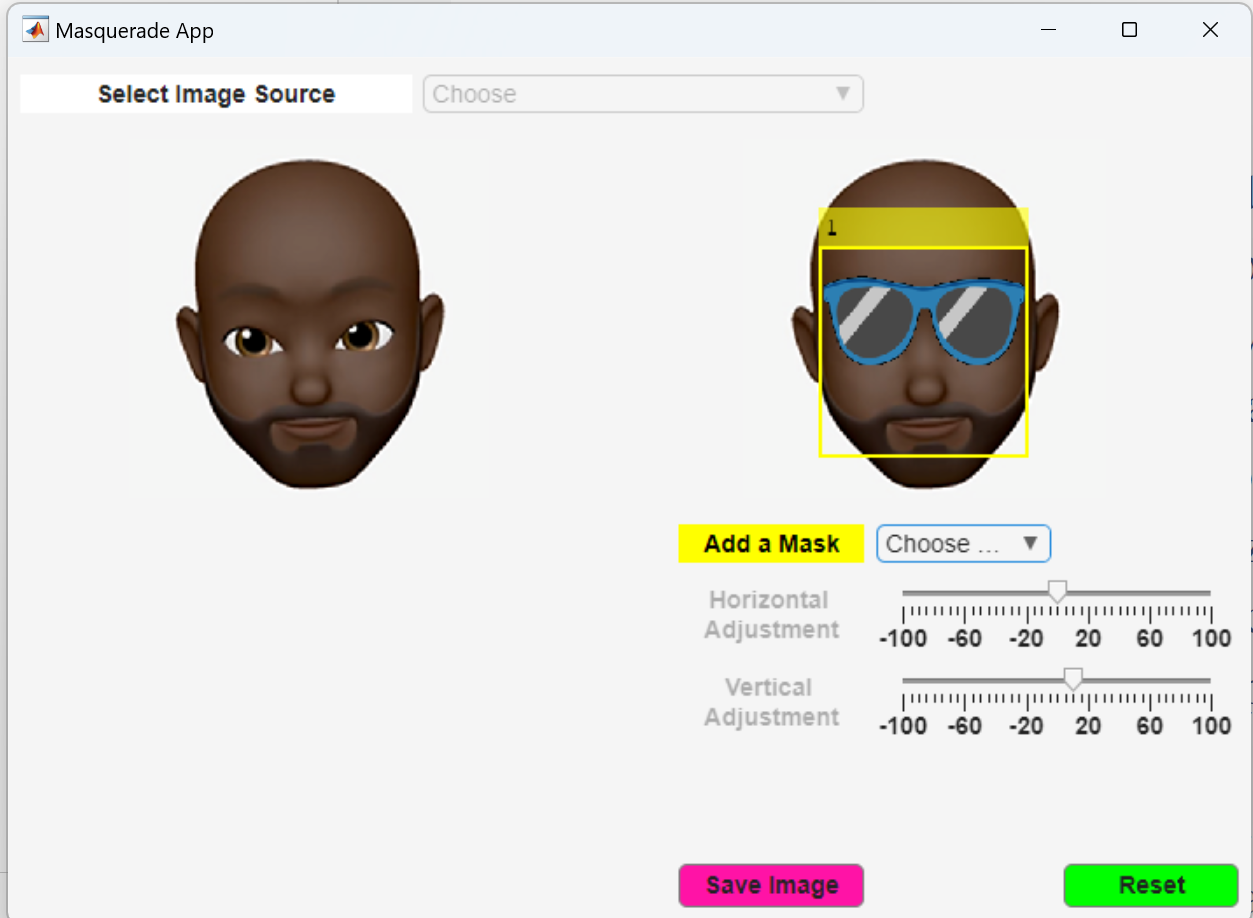 Masquerade App
Select Image Source
Choose
1
Add a Mask
Choose ...
Horizontal
Adjustment
-100 -60 -20 20 60 100
Vertical
Adjustment
-100 -60 -20 20 60 100
Save Image
Reset